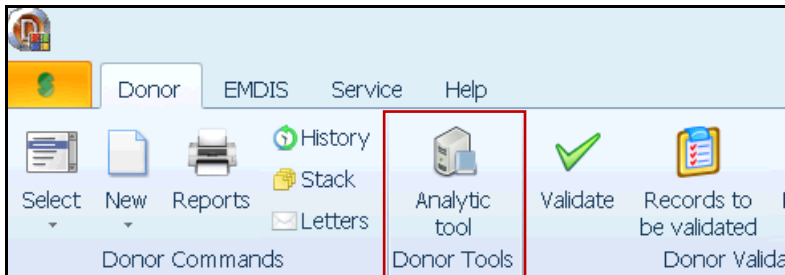 Donor EMDIS Service Help
History
Stack
Letters
Select New Reports
Analytic
tool
Validate
Records to
be validated
Donor Commands Donor Tools Donor Valida